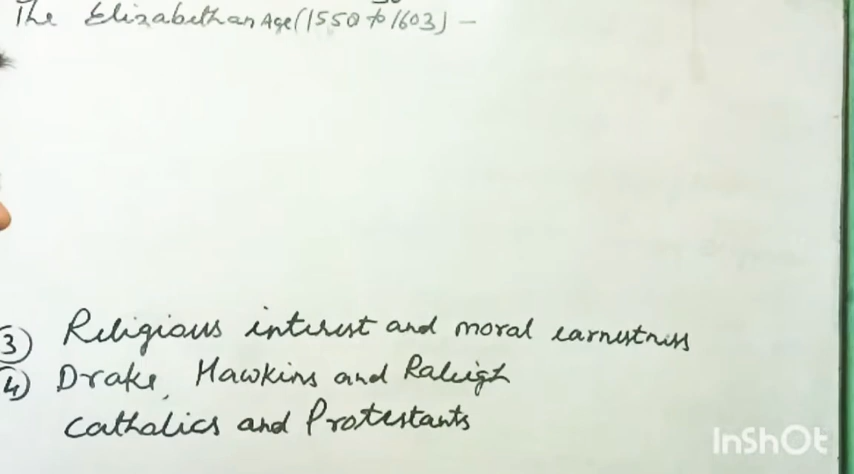 The Elizabethan Age (1550 to 1603) -
3 Religious interest and moral earnestness
4 Drake, Hawkins and Raleigh
Catholics and Protestants
InShOt